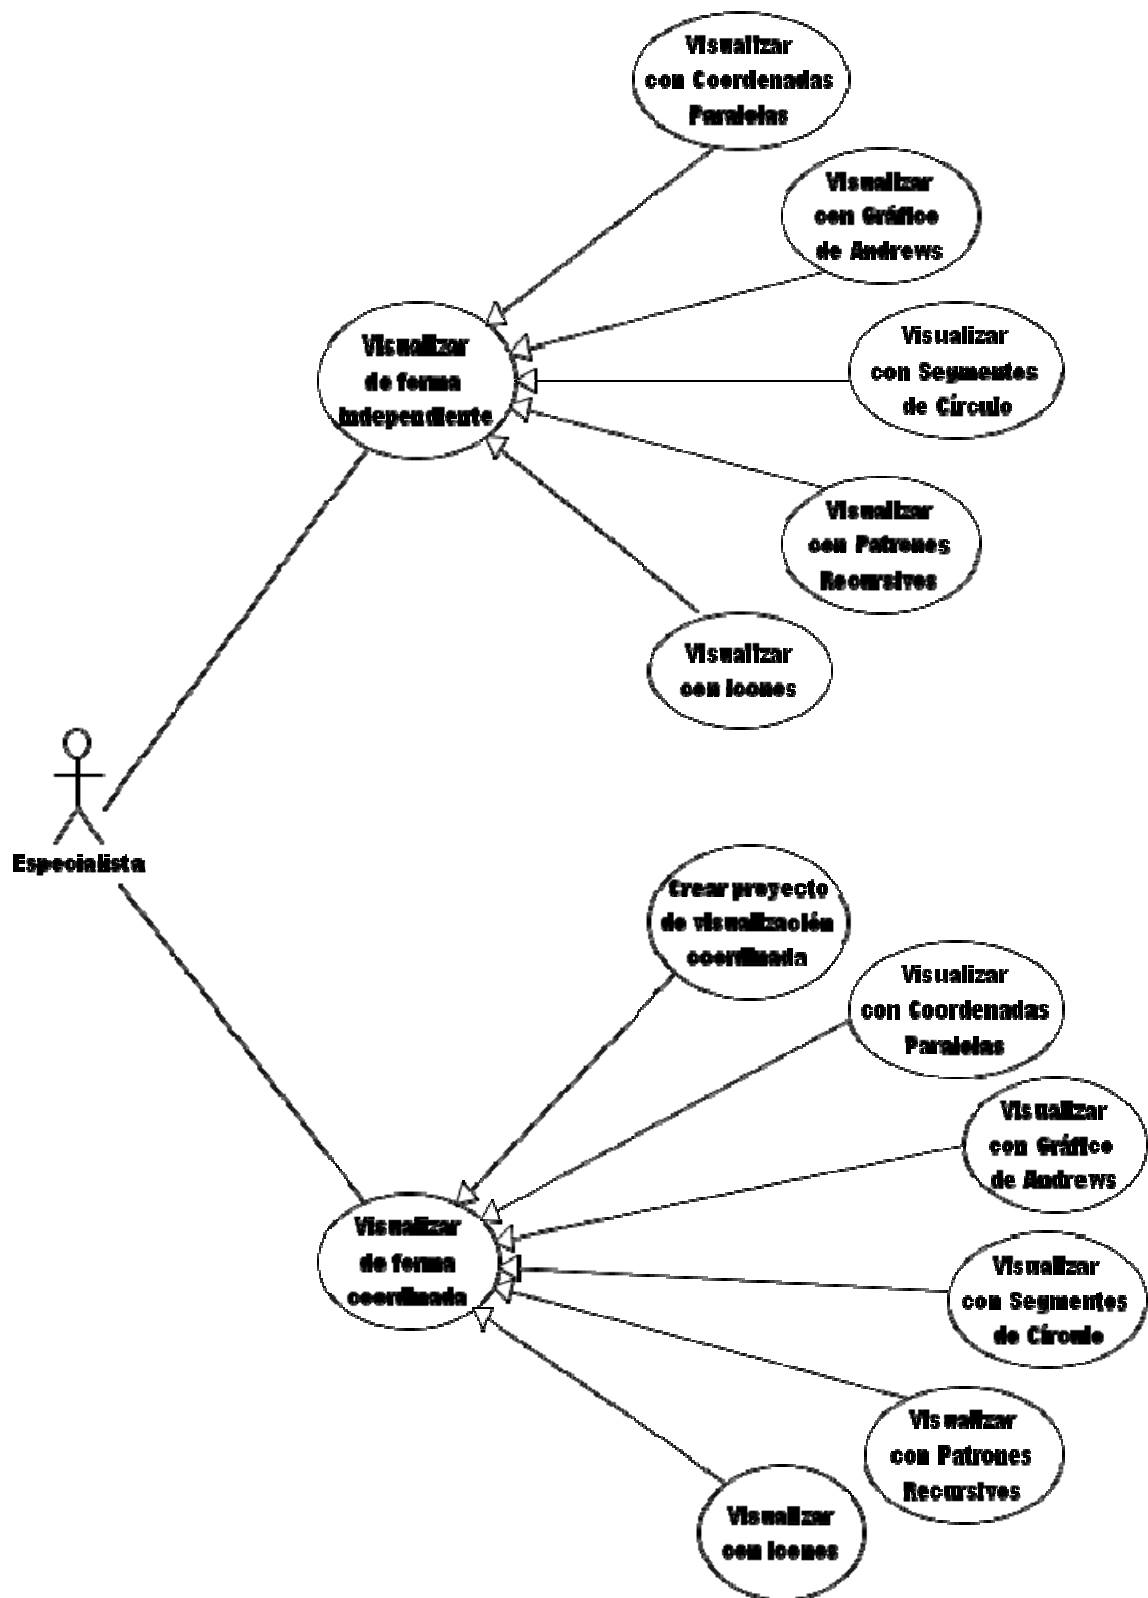 Visualizar
con Coordenadas
Paralelas
Visualizar
con Gráfico
de Andrews
Visualizar
con Segmentos
de Círculo
Visualizar
de forma
independiente
Visualizar
con Patrones
Recursivos
Visualizar
con Iconos
Especialista
Crear proyecto
de visualización
coordinada
Visualizar
con Coordenadas
Paralelas
Visualizar
con Gráfico
de Andrews
Visualizar
de forma
coordinada
Visualizar
con Segmentos
de Círculo
Visualizar
con Patrones
Recursivos
Visualizar
con Iconos